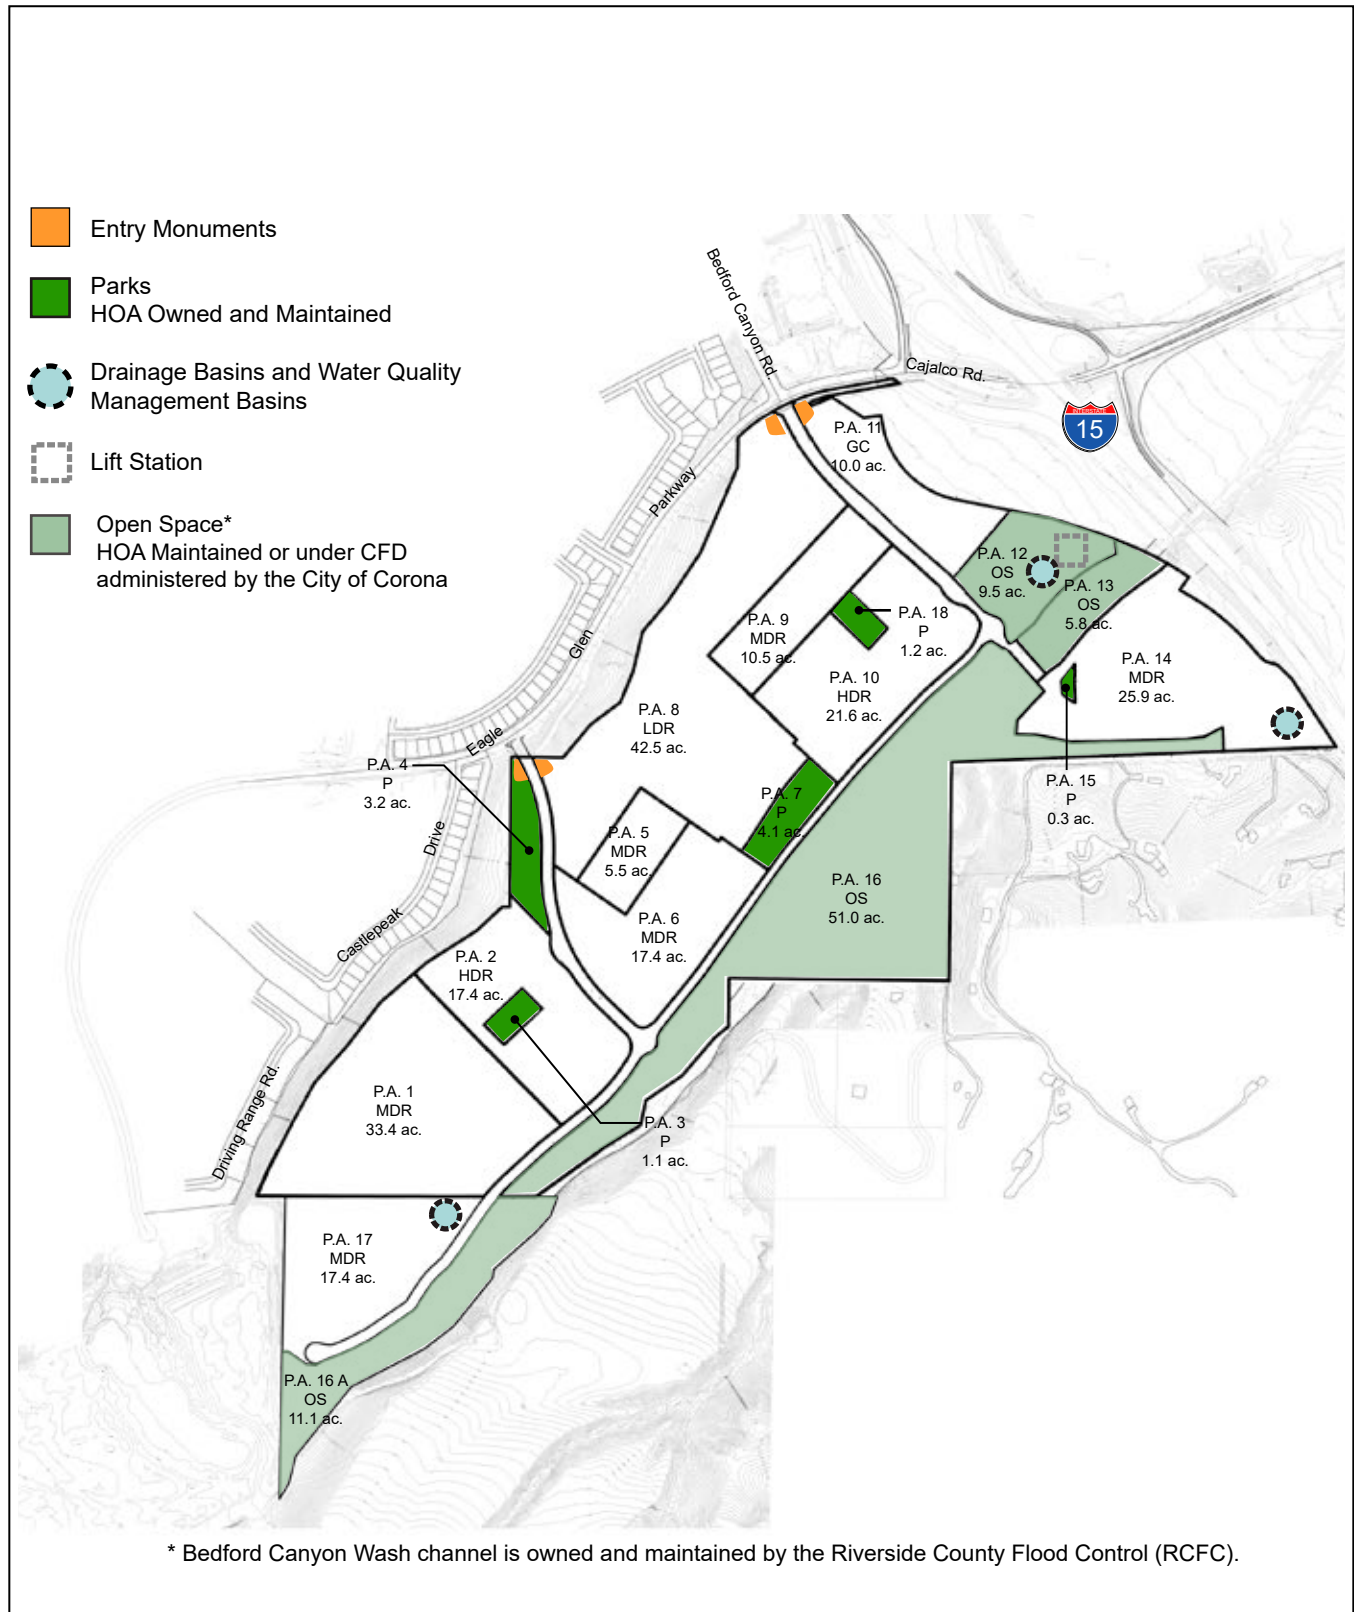 Entry Monuments
Parks
HOA Owned and Maintained
Drainage Basins and Water Quality
Management Basins
Lift Station
Open Space*
HOA Maintained or under CFD
administered by the City of Corona
Bedford Canyon Rd.
Cajalco Rd.
INTERSTATE
15
Eagle
Glen
Parkway
Castlepeak
Drive
Driving Range Rd.
P.A. 11
GC
10.0 ac.
P.A. 12
OS
9.5 ac.
P.A. 13
OS
5.8 ac.
P.A. 9
MDR
10.5 ac.
P.A. 18
P
1.2 ac.
P.A. 10
HDR
21.6 ac.
P.A. 14
MDR
25.9 ac.
P.A. 8
LDR
42.5 ac.
P.A. 4
P
3.2 ac.
P.A. 7
P
4.1 ac.
P.A. 15
P
0.3 ac.
P.A. 5
MDR
5.5 ac.
P.A. 16
OS
51.0 ac.
P.A. 6
MDR
17.4 ac.
P.A. 2
HDR
17.4 ac.
P.A. 1
MDR
33.4 ac.
P.A. 3
P
1.1 ac.
P.A. 17
MDR
17.4 ac.
P.A. 16 A
OS
11.1 ac.
* Bedford Canyon Wash channel is owned and maintained by the Riverside County Flood Control (RCFC).